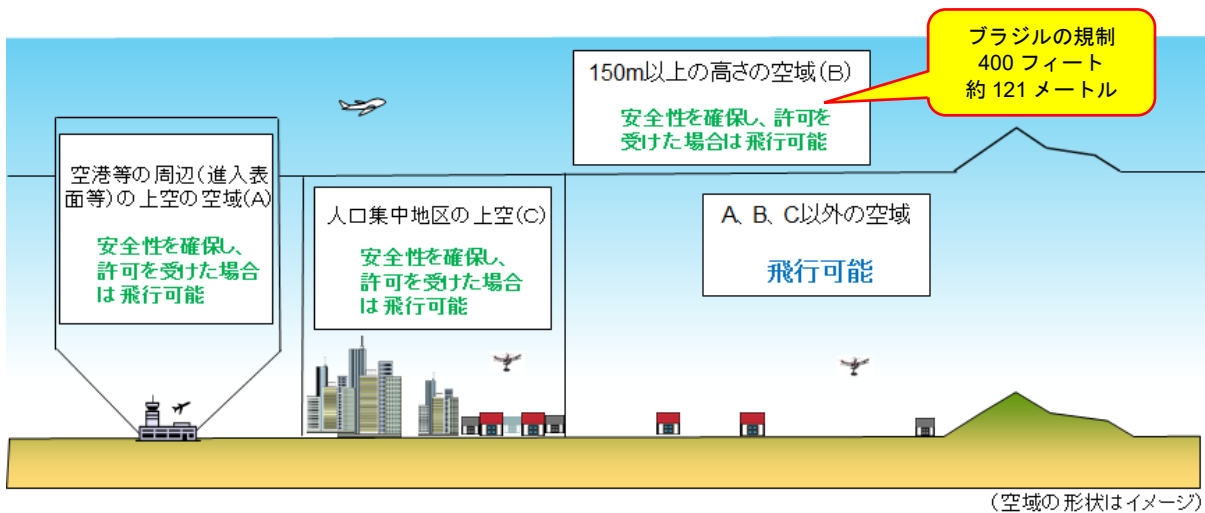 ブラジルの規制
400 フィート
約 121 メートル
150m以上の高さの空域(B)
安全性を確保し、許可を
受けた場合は飛行可能
空港等の周辺(進入表
面等)の上空の空域(A)
安全性を確保し、
許可を受けた場合
は飛行可能
人口集中地区の上空(C)
安全性を確保し、
許可を受けた場合
は飛行可能
A、B、C以外の空域
飛行可能
(空域の形状はイメージ)